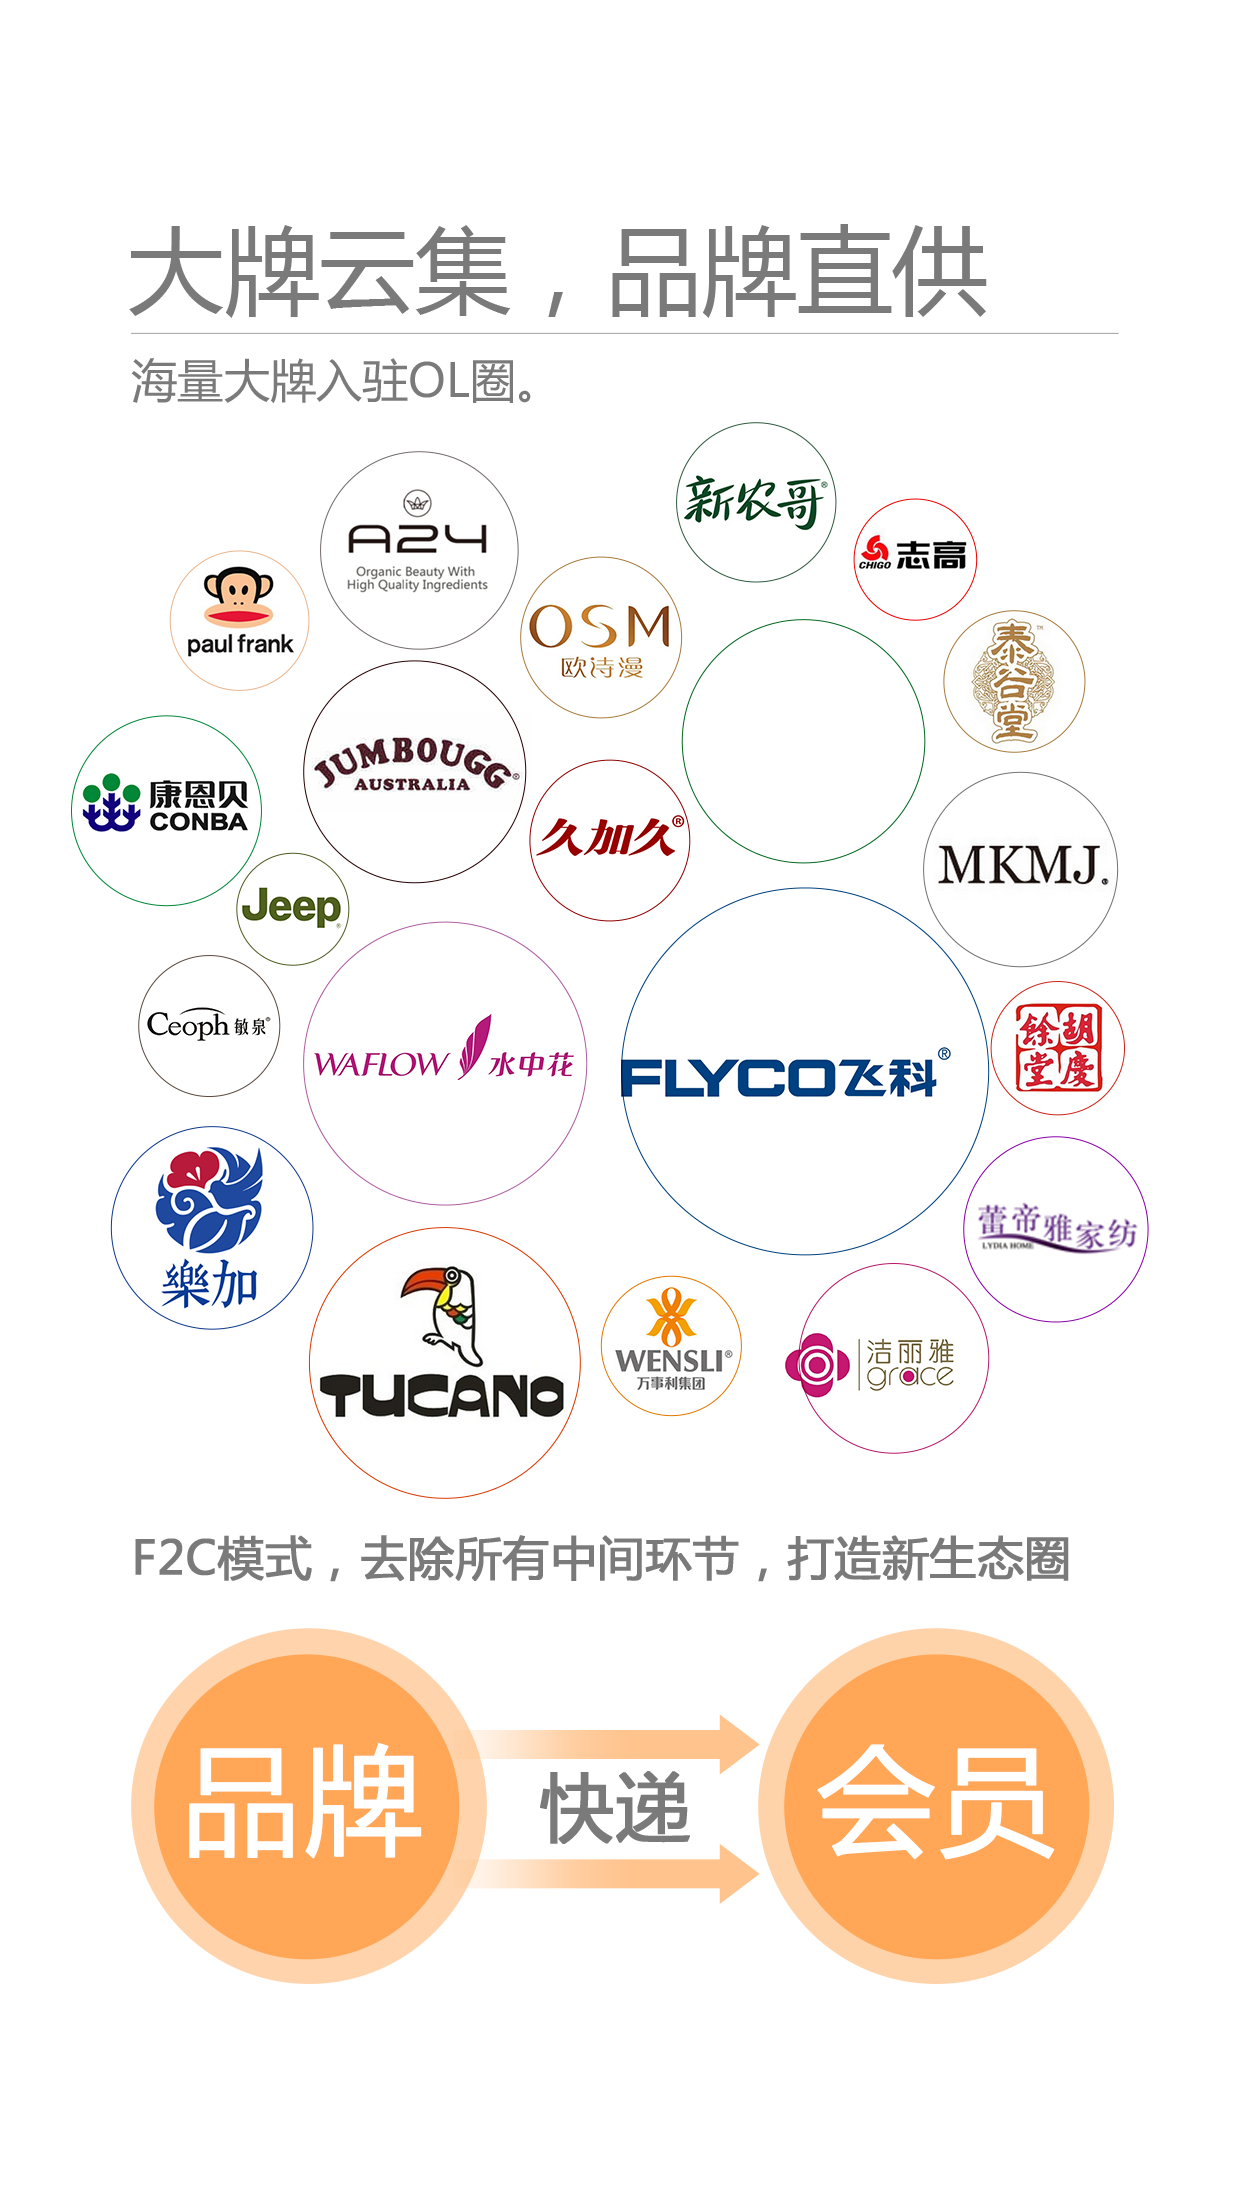 大牌云集，品牌直供
海量大牌入驻OL圈。
新农哥®
A24
Organic Beauty With
High Quality Ingredients
CHIGO 志高
paul frank
OSM
欧诗漫
泰谷堂™
JUMBOUGG®
AUSTRALIA
康恩贝
CONBA
久加久®
MKMJ.®
Jeep®
Ceoph 敏泉®
WAFLOW 水中花
FLYCO飞科®
胡慶餘堂
樂加
蕾帝雅家纺
LYDIA HOME
TUCANO
WENSLI®
万事利集团
洁丽雅
grace
F2C模式，去除所有中间环节，打造新生态圈
品牌
快递
会员